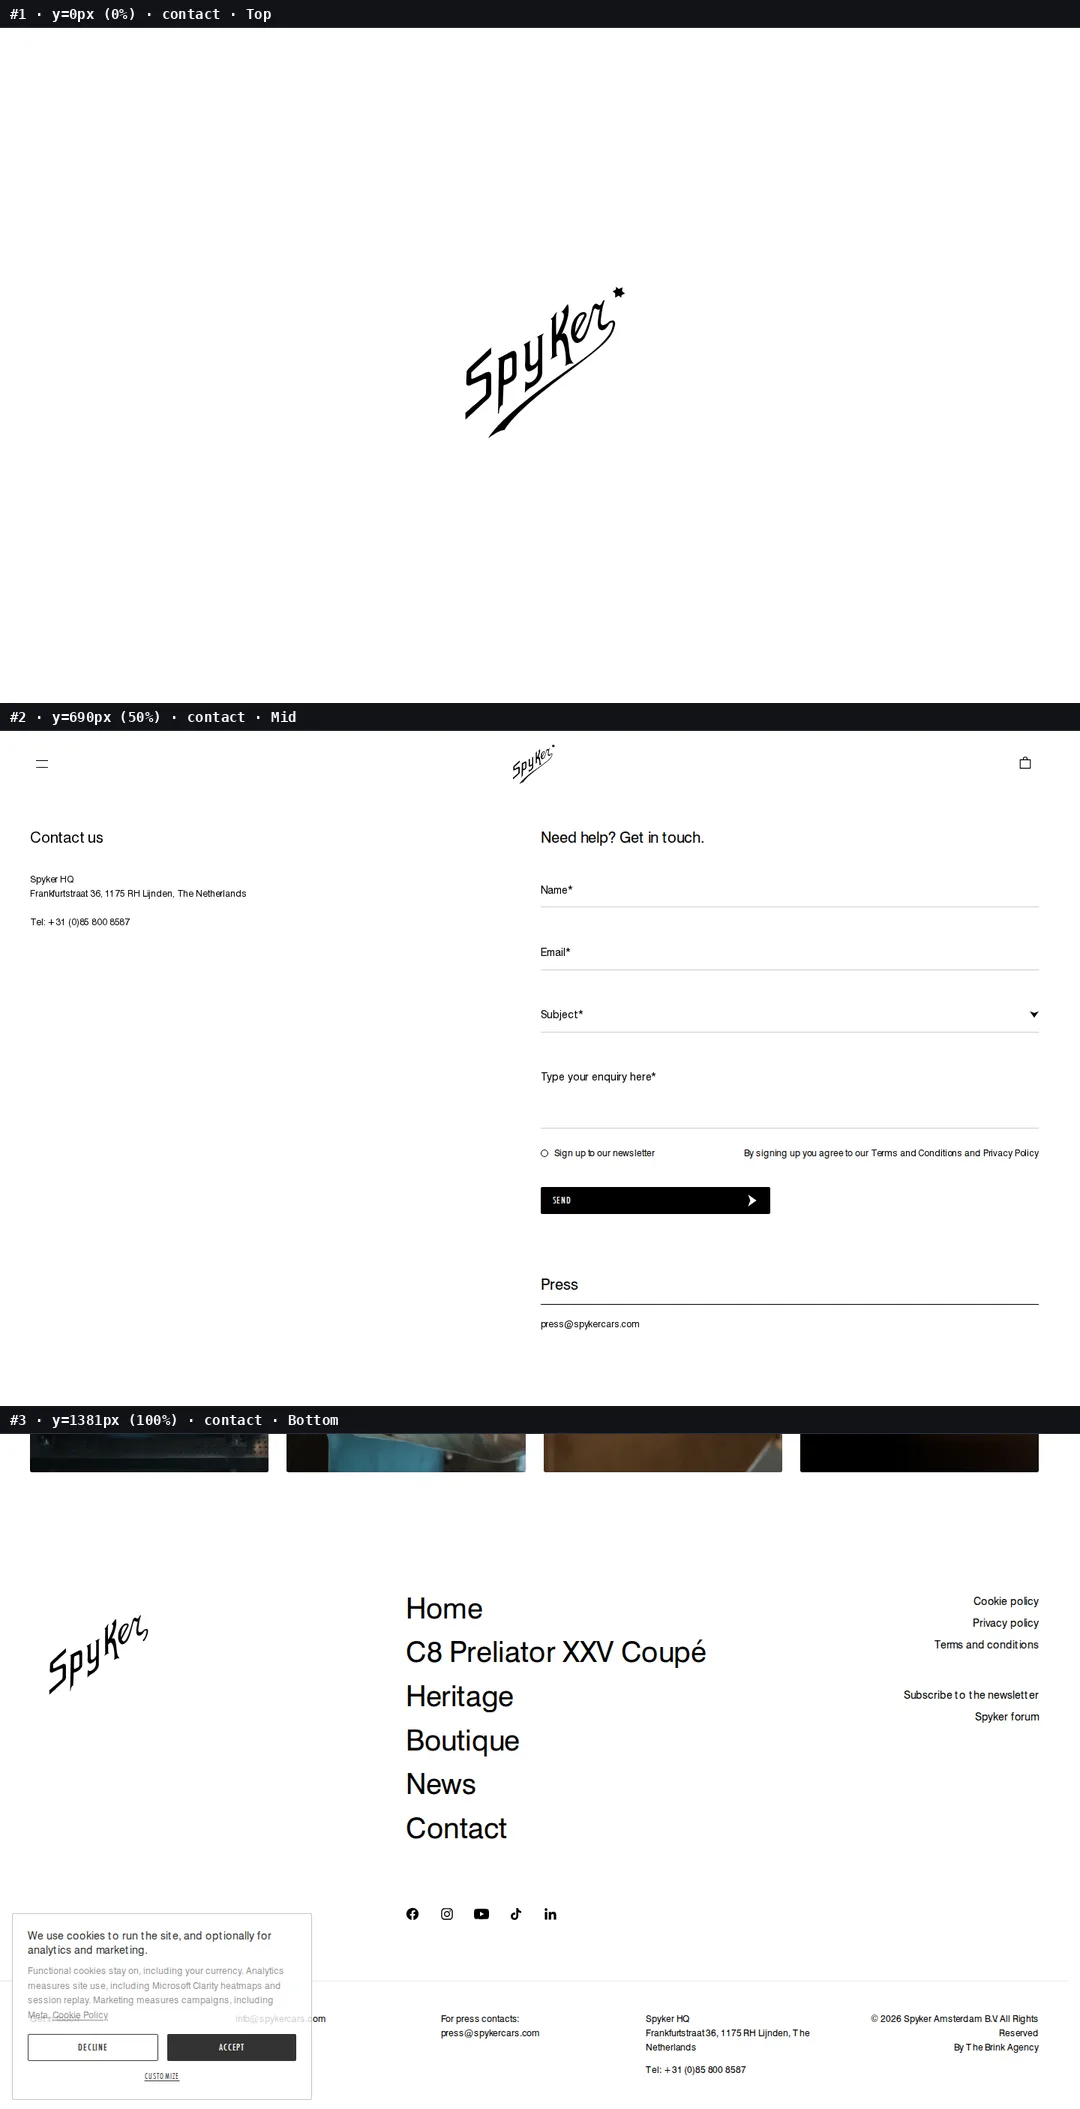 #1 · y=0px (0%) · contact · Top
Spyker
#2 · y=690px (50%) · contact · Mid
Spyker
Contact us
Spyker HQ
Frankfurtstraat 36, 1175 RH Lijnden, The Netherlands
Tel: +31 (0)85 800 8587
Need help? Get in touch.
Name*
Email*
Subject*
Type your enquiry here*
Sign up to our newsletter
By signing up you agree to our Terms and Conditions and Privacy Policy
SEND
Press
press@spykercars.com
#3 · y=1381px (100%) · contact · Bottom
Spyker
Home
C8 Preliator XXV Coupé
Heritage
Boutique
News
Contact
Cookie policy
Privacy policy
Terms and conditions
Subscribe to the newsletter
Spyker forum
We use cookies to run the site, and optionally for
analytics and marketing.
Functional cookies stay on, including your currency. Analytics
measures site use, including Microsoft Clarity heatmaps and
session replay. Marketing measures campaigns, including
Meta. Cookie Policy
DECLINE
ACCEPT
CUSTOMIZE
info@spykercars.com
For press contacts:
press@spykercars.com
Spyker HQ
Frankfurtstraat 36, 1175 RH Lijnden, The
Netherlands
Tel: +31 (0)85 800 8587
© 2026 Spyker Amsterdam B.V. All Rights
Reserved
By The Brink Agency